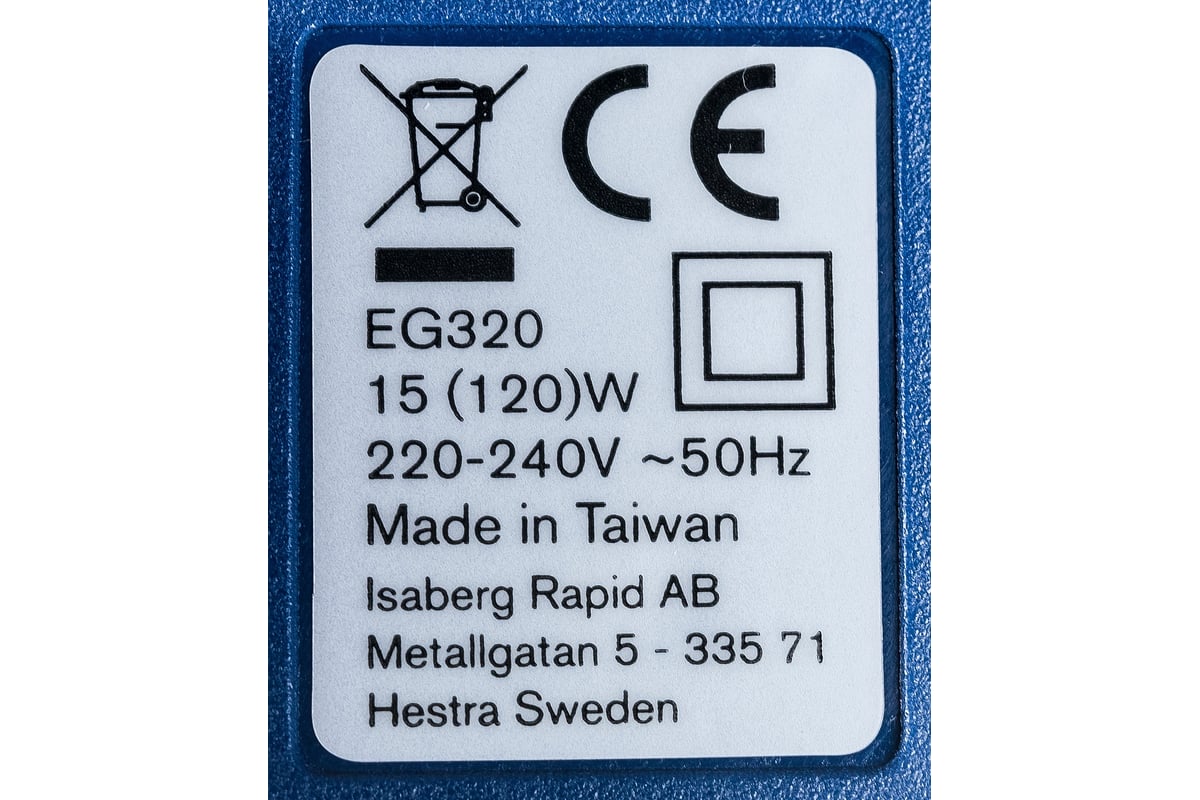 CE
EG320
15 (120)W
220-240V ~50Hz
Made in Taiwan
Isaberg Rapid AB
Metallgatan 5 - 335 71
Hestra Sweden